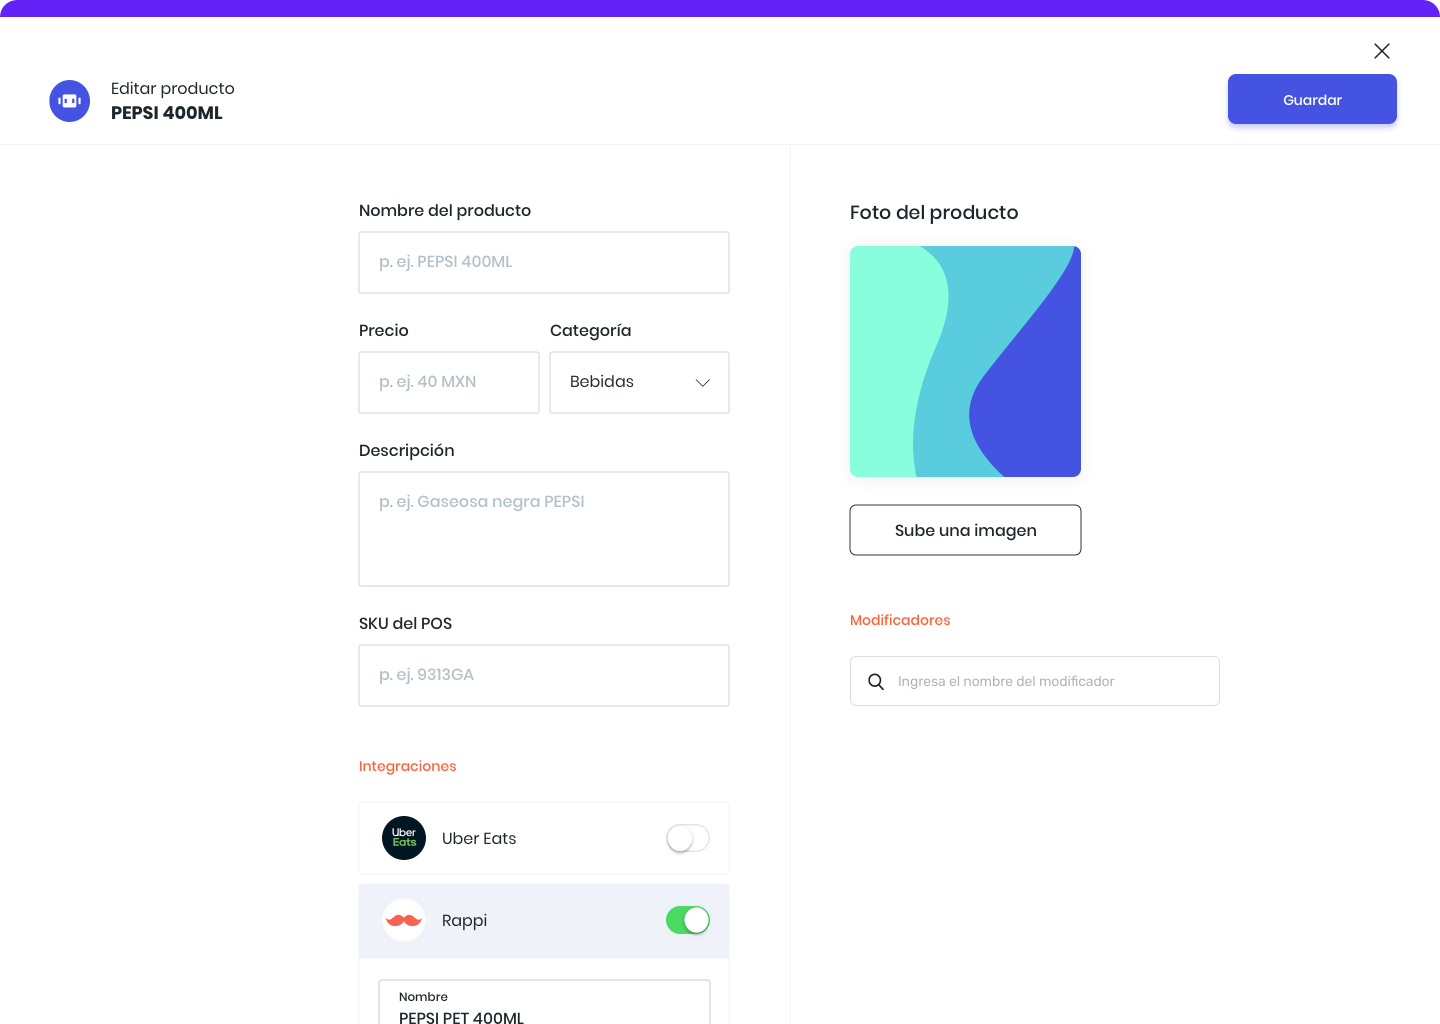 Editar producto
PEPSI 400ML
Guardar
Nombre del producto
p. ej. PEPSI 400ML
Precio
Categoría
p. ej. 40 MXN
Bebidas
Descripción
p. ej. Gaseosa negra PEPSI
SKU del POS
p. ej. 9313GA
Integraciones
Uber
Eats
Uber Eats
Rappi
Nombre
PEPSI PET 400ML
Foto del producto
Sube una imagen
Modificadores
Ingresa el nombre del modificador